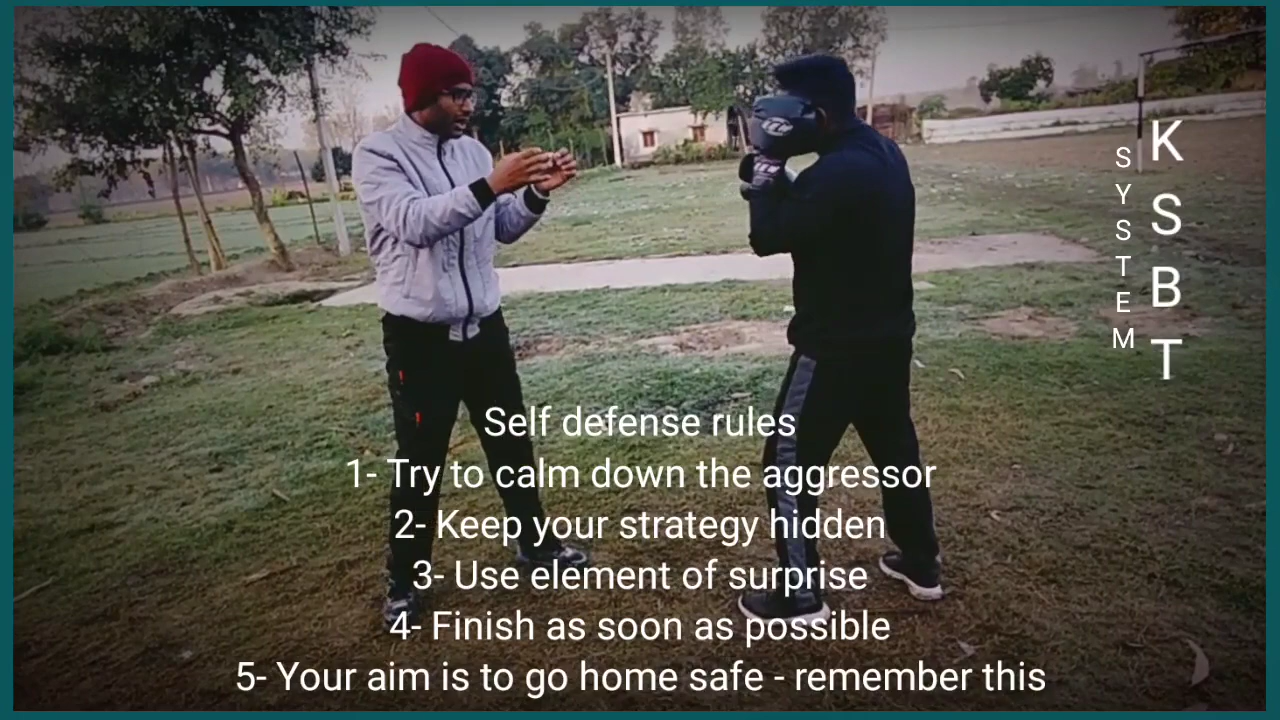 SYSTEM
KSBT
Self defense rules
1- Try to calm down the aggressor
2- Keep your strategy hidden
3- Use element of surprise
4- Finish as soon as possible
5- Your aim is to go home safe - remember this